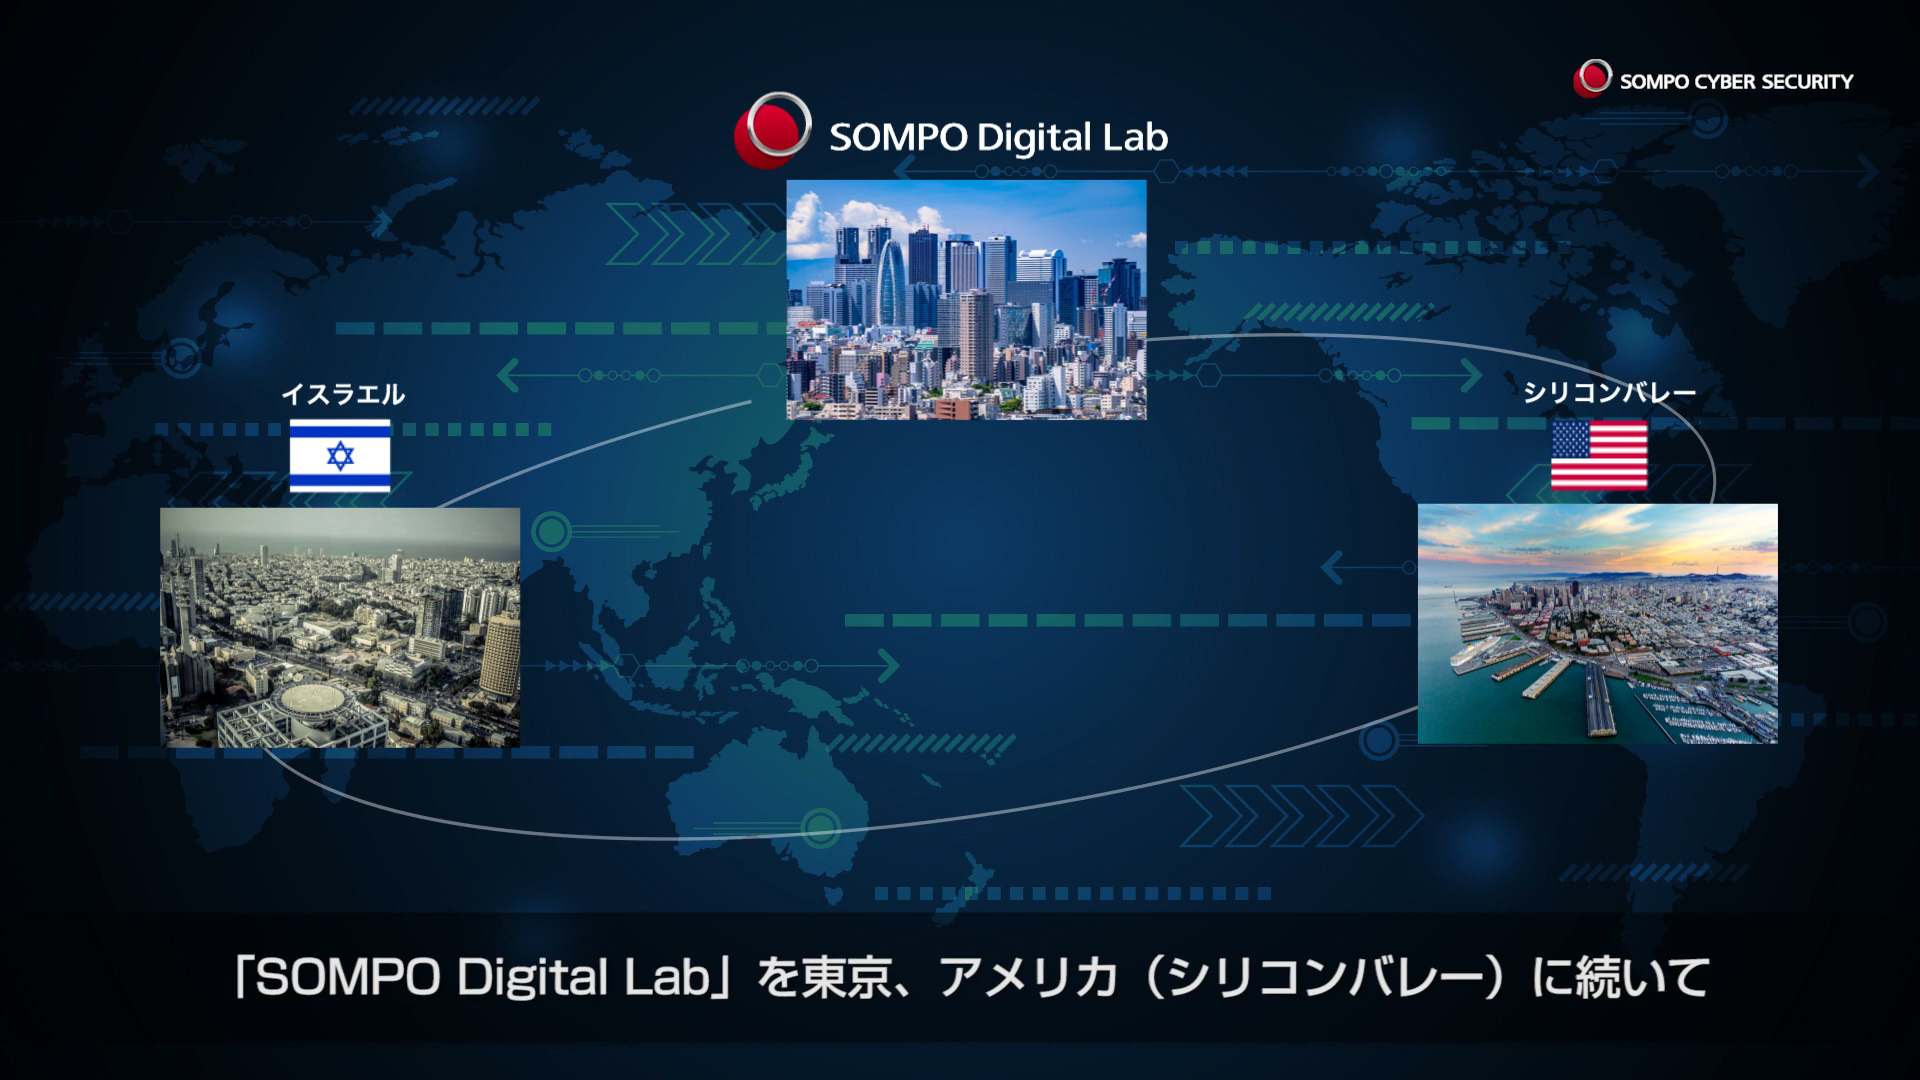 SOMPO CYBER SECURITY
SOMPO Digital Lab
イスラエル
シリコンバレー
「SOMPO Digital Lab」を東京、アメリカ（シリコンバレー）に続いて